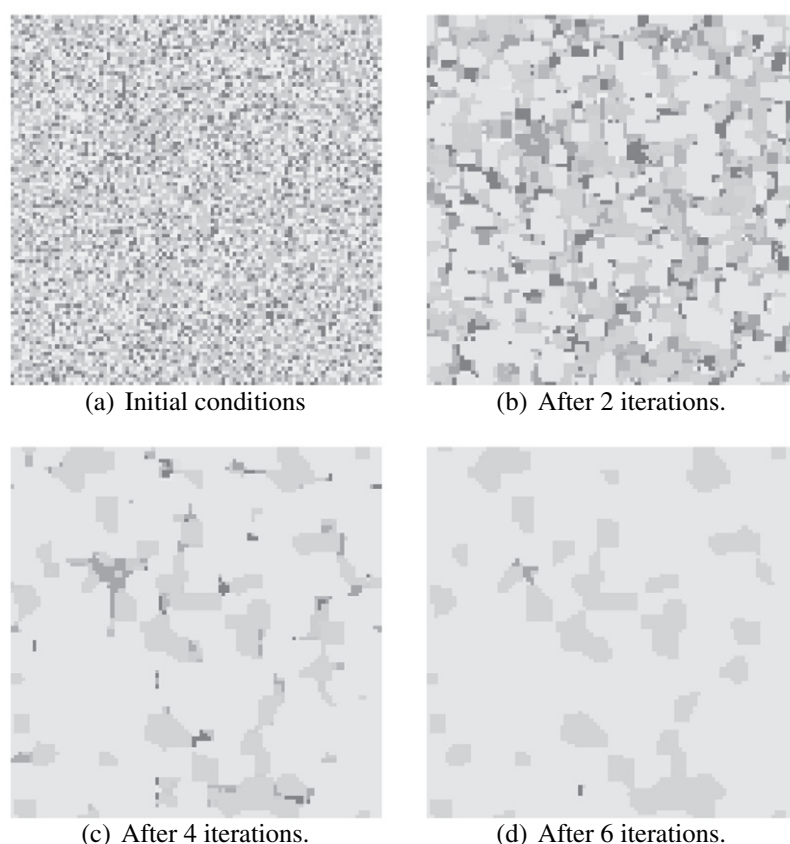 (a) Initial conditions
(b) After 2 iterations.
(c) After 4 iterations.
(d) After 6 iterations.